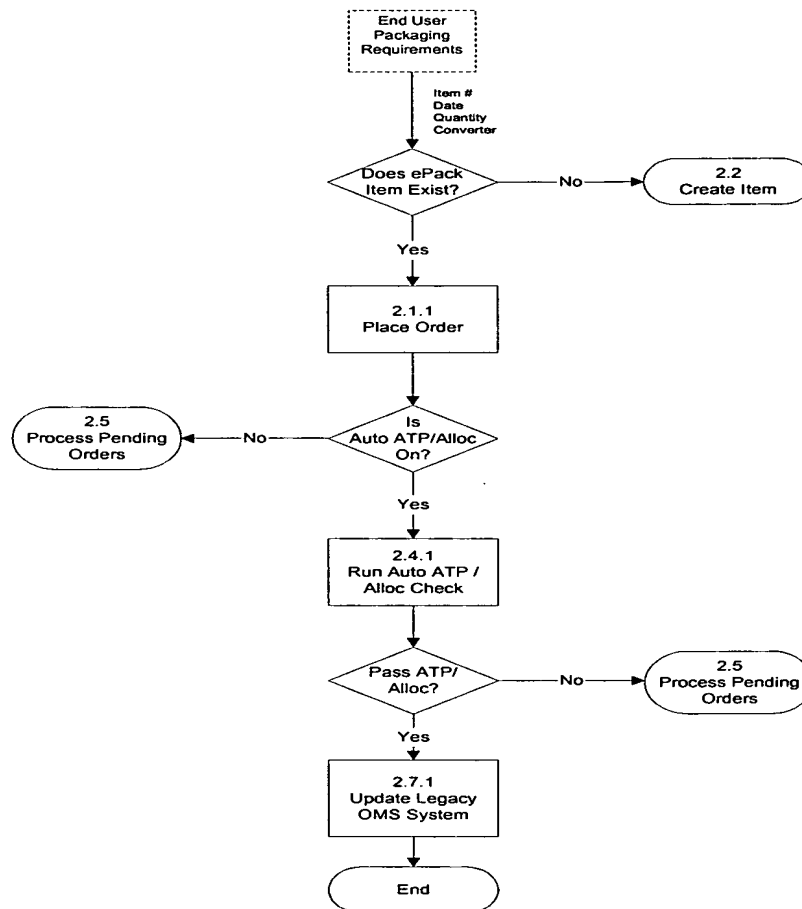 End User
Packaging
Requirements
Item #
Date
Quantity
Converter
Does ePack
Item Exist?
No
2.2
Create Item
Yes
2.1.1
Place Order
Is
Auto ATP/Alloc
On?
No
2.5
Process Pending
Orders
Yes
2.4.1
Run Auto ATP /
Alloc Check
Pass ATP/
Alloc?
No
2.5
Process Pending
Orders
Yes
2.7.1
Update Legacy
OMS System
End